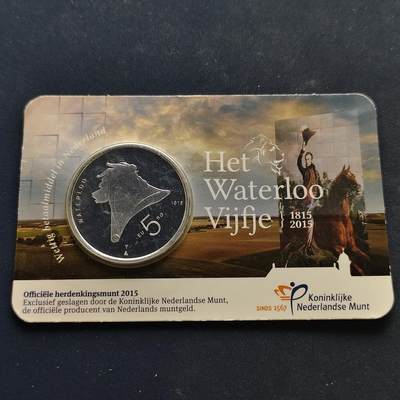 Wettig betaalmiddel in Nederland
WATERLOO
1815
5
EURO
Het
Waterloo
Vijfje
1815
2015
Officiële herdenkingsmunt 2015
Exclusief geslagen door de Koninklijke Nederlandse Munt,
de officiële producent van Nederlands muntgeld.
SINDS 1567
Koninklijke
Nederlandse Munt